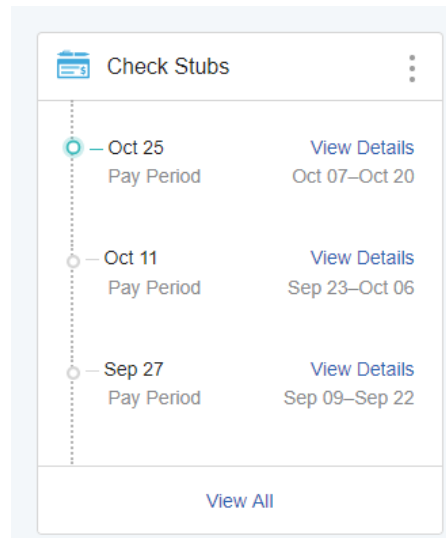 Check Stubs
Oct 25 View Details
Pay Period Oct 07–Oct 20
Oct 11 View Details
Pay Period Sep 23–Oct 06
Sep 27 View Details
Pay Period Sep 09–Sep 22
View All